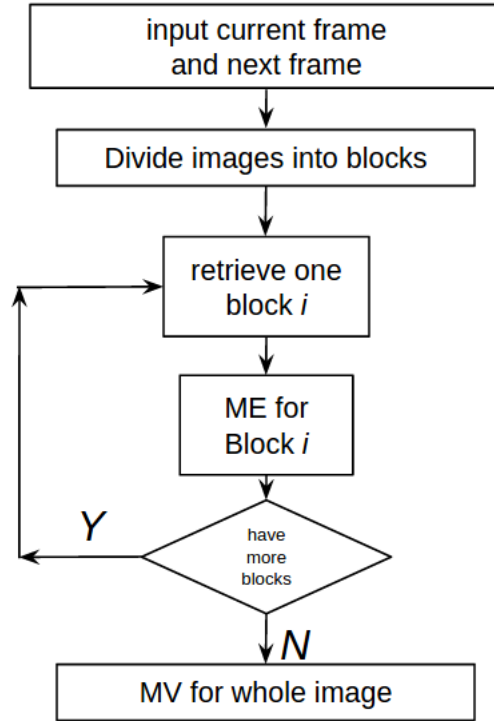 input current frame
and next frame
Divide images into blocks
retrieve one
block i
ME for
Block i
have
more
blocks
Y
N
MV for whole image